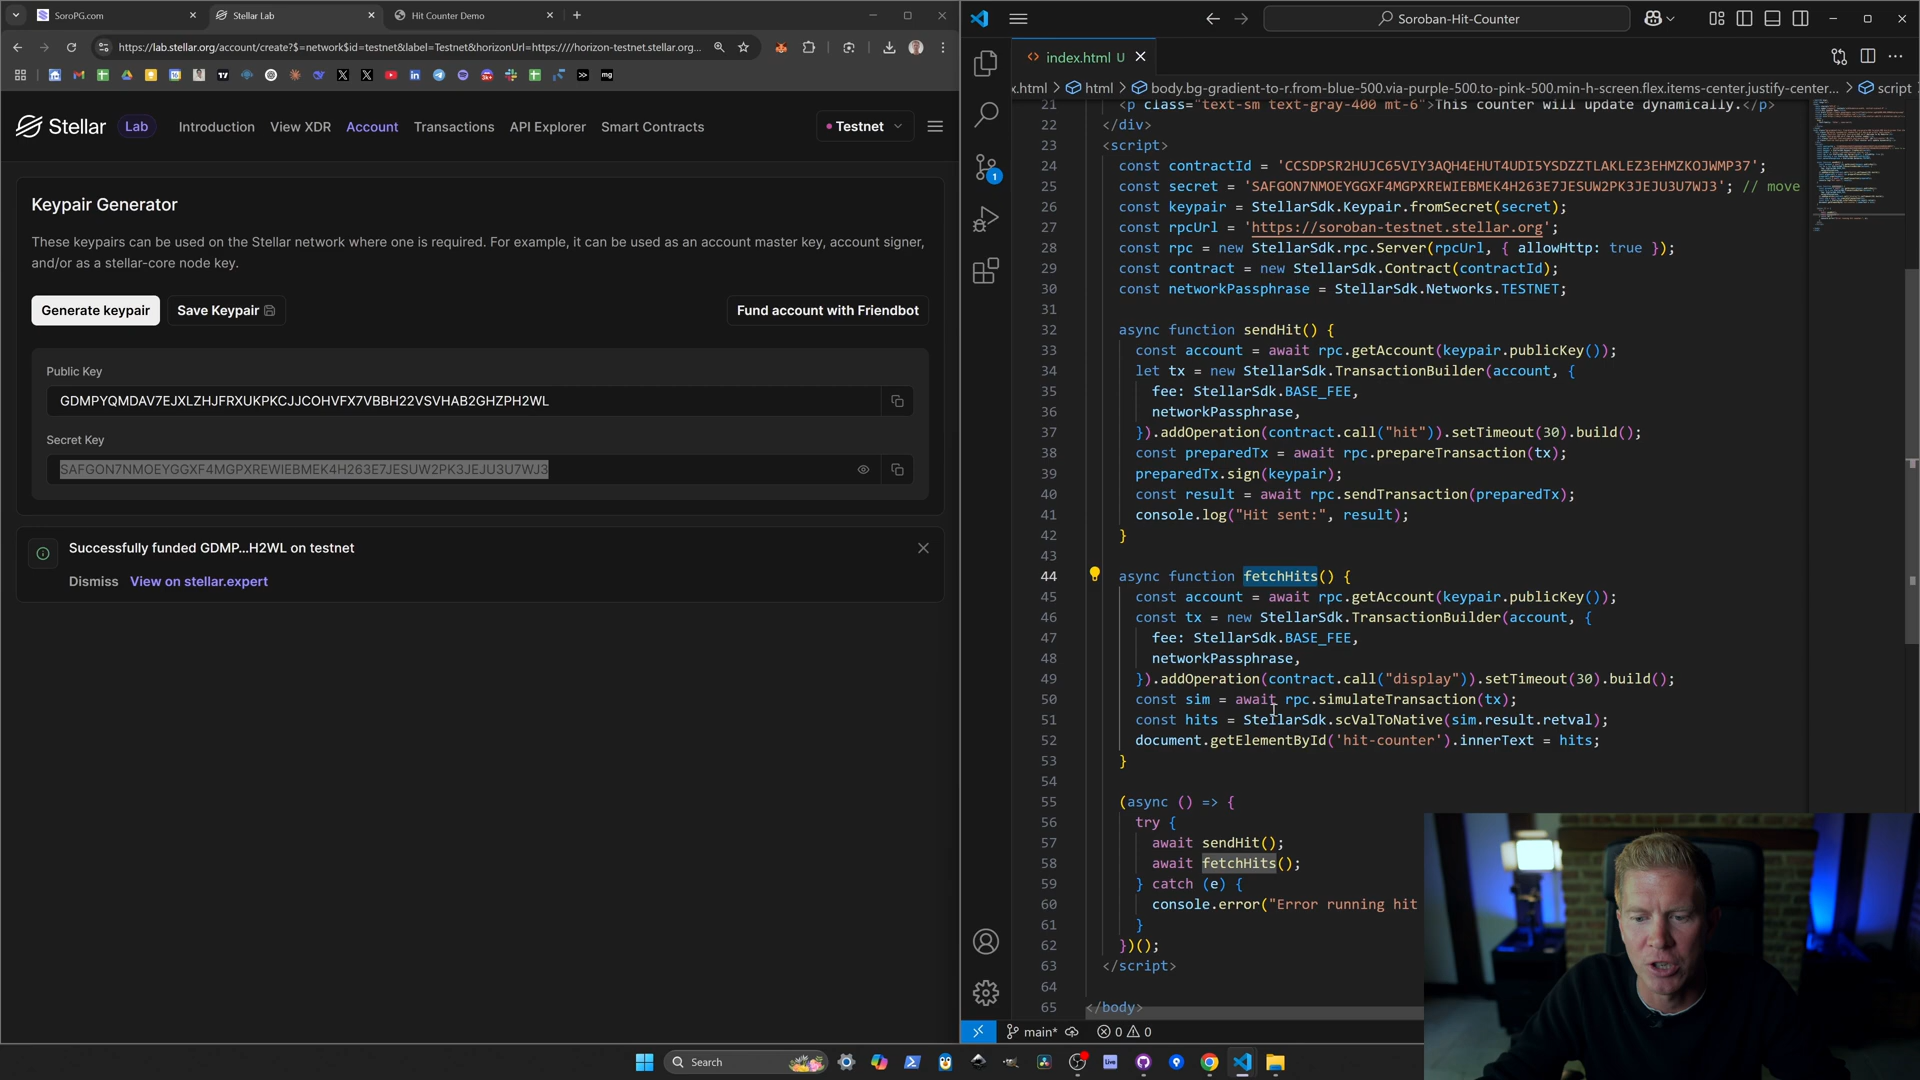 SoroPG.com
Stellar Lab
Hit Counter Demo
https://lab.stellar.org/account/create?$=network$id=testnet&label=Testnet&horizonUrl=https:////horizon-testnet.stellar.org...
Stellar Lab Introduction View XDR Account Transactions API Explorer Smart Contracts Testnet
Keypair Generator
These keypairs can be used on the Stellar network where one is required. For example, it can be used as an account master key, account signer,
and/or as a stellar-core node key.
Generate keypair Save Keypair Fund account with Friendbot
Public Key
GDMPYQMDAV7EJXLZHJFRXUKPKCJJCOHVFX7VBBH22VSVHAB2GHZPH2WL
Secret Key
SAFGON7NMOEYGGXF4MGPXREWIEBMEK4H263E7JESUW2PK3JEJU3U7WJ3
Successfully funded GDMP...H2WL on testnet
Dismiss View on stellar.expert
Soroban-Hit-Counter
index.html U
x.html > html > body.bg-gradient-to-r.from-blue-500.via-purple-500.to-pink-500.min-h-screen.flex.items-center.justify-center... > script
21 <p class="text-sm text-gray-400 mt-6">This counter will update dynamically.</p>
22 </div>
23 <script>
24 const contractId = 'CCSDPSR2HUJC65VIY3AQH4EHUT4UDI5YSDZZTLAKLEZ3EHMZKOJWMP37';
25 const secret = 'SAFGON7NMOEYGGXF4MGPXREWIEBMEK4H263E7JESUW2PK3JEJU3U7WJ3'; // move
26 const keypair = StellarSdk.Keypair.fromSecret(secret);
27 const rpcUrl = 'https://soroban-testnet.stellar.org';
28 const rpc = new StellarSdk.rpc.Server(rpcUrl, { allowHttp: true });
29 const contract = new StellarSdk.Contract(contractId);
30 const networkPassphrase = StellarSdk.Networks.TESTNET;
31
32 async function sendHit() {
33 const account = await rpc.getAccount(keypair.publicKey());
34 let tx = new StellarSdk.TransactionBuilder(account, {
35 fee: StellarSdk.BASE_FEE,
36 networkPassphrase,
37 }).addOperation(contract.call("hit")).setTimeout(30).build();
38 const preparedTx = await rpc.prepareTransaction(tx);
39 preparedTx.sign(keypair);
40 const result = await rpc.sendTransaction(preparedTx);
41 console.log("Hit sent:", result);
42 }
43
44 async function fetchHits() {
45 const account = await rpc.getAccount(keypair.publicKey());
46 const tx = new StellarSdk.TransactionBuilder(account, {
47 fee: StellarSdk.BASE_FEE,
48 networkPassphrase,
49 }).addOperation(contract.call("display")).setTimeout(30).build();
50 const sim = await rpc.simulateTransaction(tx);
51 const hits = StellarSdk.scValToNative(sim.result.retval);
52 document.getElementById('hit-counter').innerText = hits;
53 }
54
55 (async () => {
56 try {
57 await sendHit();
58 await fetchHits();
59 } catch (e) {
60 console.error("Error running hit
61 }
62 })();
63 </script>
64
65 </body>
1
main* 0 0
Search